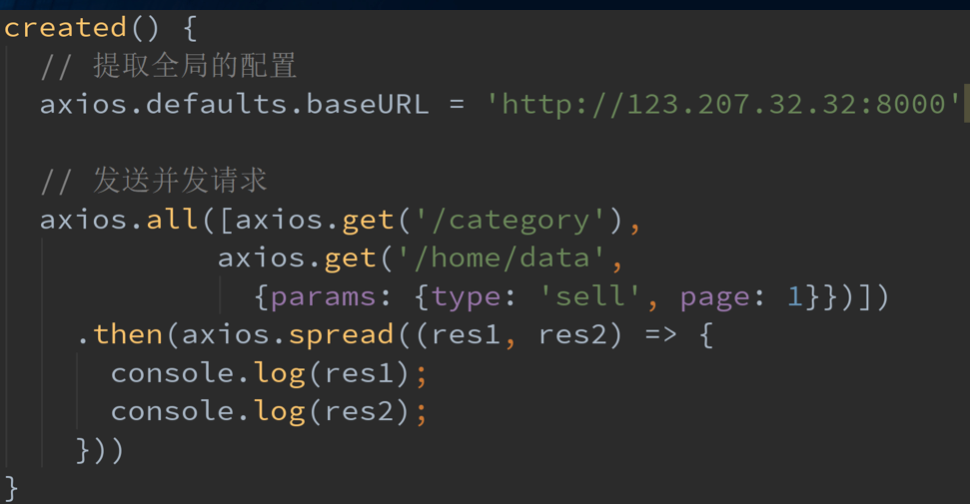 created() {
// 提取全局的配置
axios.defaults.baseURL = 'http://123.207.32.32:8000'
// 发送并发请求
axios.all([axios.get('/category'),
axios.get('/home/data',
{params: {type: 'sell', page: 1}})])
.then(axios.spread((res1, res2) => {
console.log(res1);
console.log(res2);
}))
}